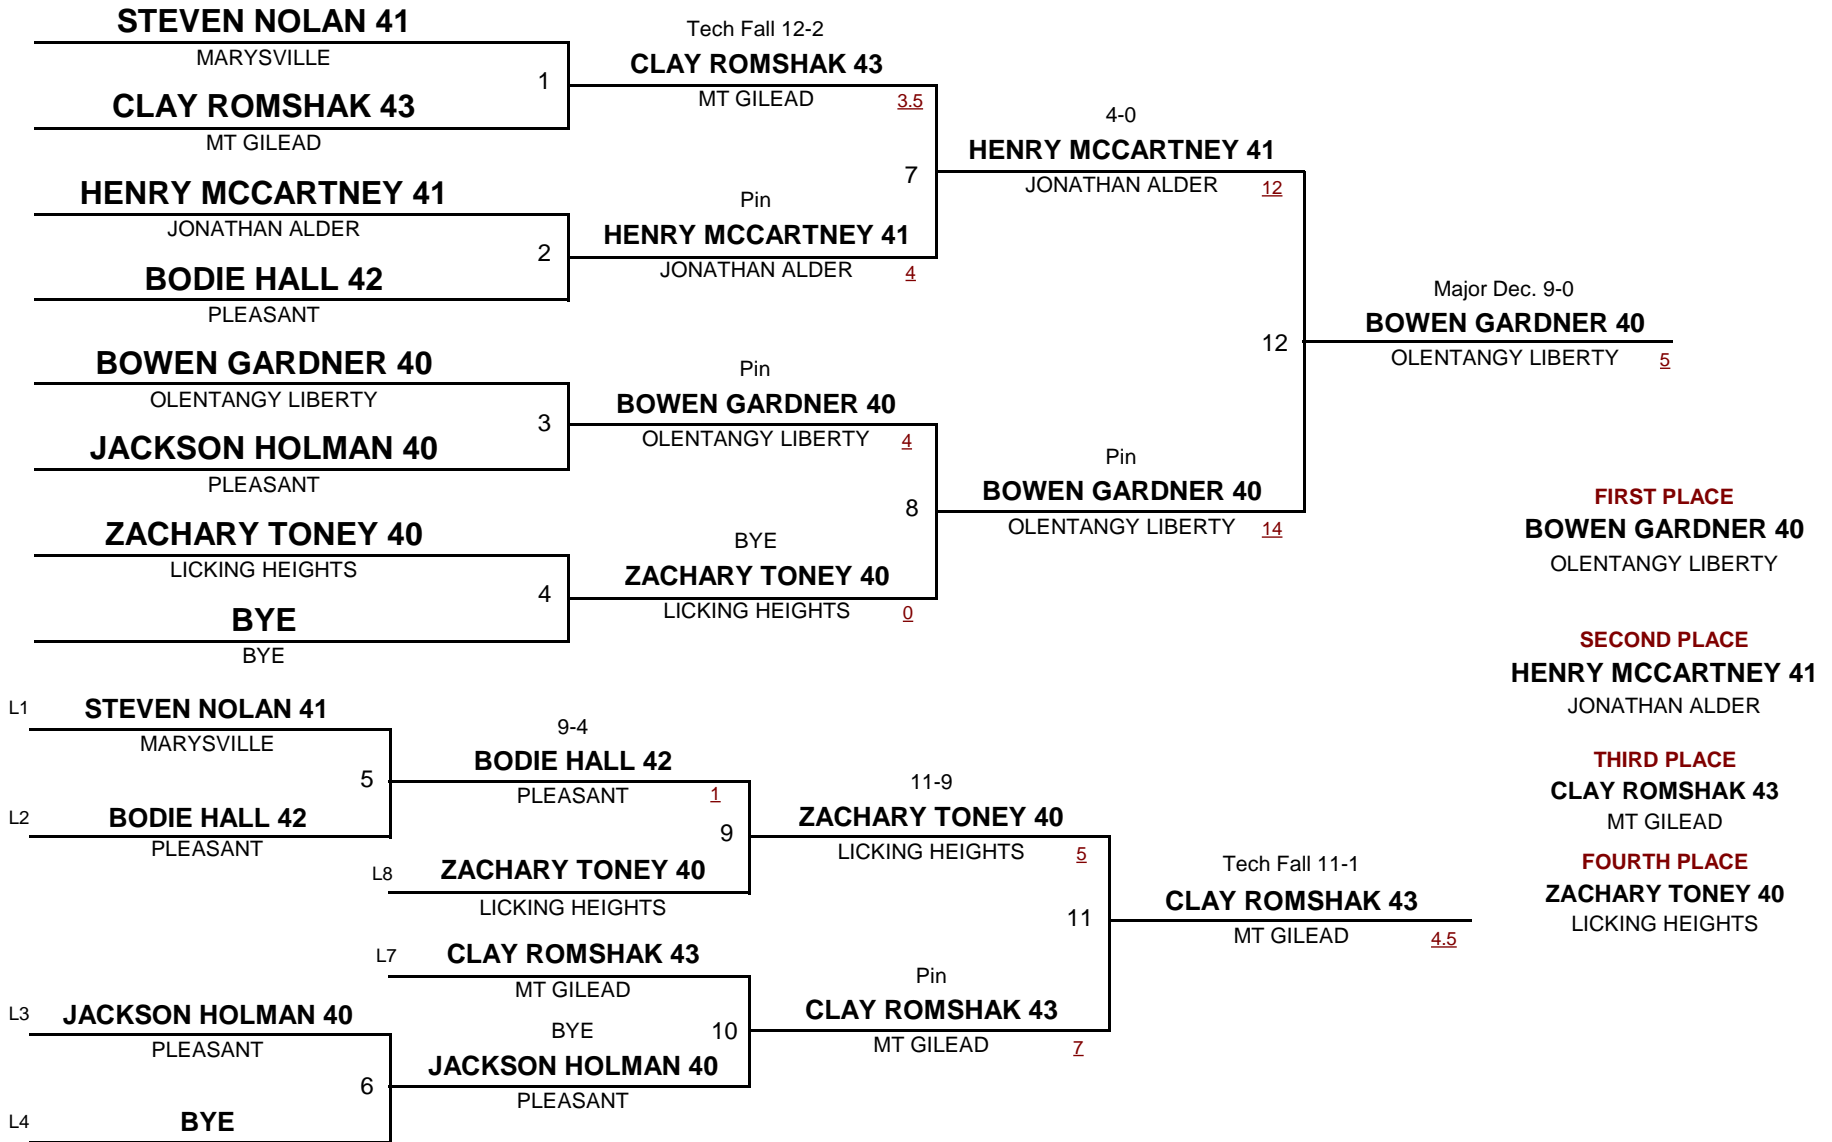 STEVEN NOLAN 41
MARYSVILLE
1
CLAY ROMSHAK 43
MT GILEAD
HENRY MCCARTNEY 41
JONATHAN ALDER
2
BODIE HALL 42
PLEASANT
BOWEN GARDNER 40
OLENTANGY LIBERTY
3
JACKSON HOLMAN 40
PLEASANT
ZACHARY TONEY 40
LICKING HEIGHTS
4
BYE
BYE
Tech Fall 12-2
CLAY ROMSHAK 43
MT GILEAD 3.5
7
Pin
HENRY MCCARTNEY 41
JONATHAN ALDER 4
Pin
BOWEN GARDNER 40
OLENTANGY LIBERTY 4
8
BYE
ZACHARY TONEY 40
LICKING HEIGHTS 0
4-0
HENRY MCCARTNEY 41
JONATHAN ALDER 12
12
Pin
BOWEN GARDNER 40
OLENTANGY LIBERTY 14
Major Dec. 9-0
BOWEN GARDNER 40
OLENTANGY LIBERTY 5
L1 STEVEN NOLAN 41
MARYSVILLE
5
L2 BODIE HALL 42
PLEASANT
L3 JACKSON HOLMAN 40
PLEASANT
6
L4 BYE
9-4
BODIE HALL 42
PLEASANT 1
9
L8 ZACHARY TONEY 40
LICKING HEIGHTS
L7 CLAY ROMSHAK 43
MT GILEAD
BYE 10
JACKSON HOLMAN 40
PLEASANT
11-9
ZACHARY TONEY 40
LICKING HEIGHTS 5
11
Pin
CLAY ROMSHAK 43
MT GILEAD 7
Tech Fall 11-1
CLAY ROMSHAK 43
MT GILEAD 4.5
FIRST PLACE
BOWEN GARDNER 40
OLENTANGY LIBERTY
SECOND PLACE
HENRY MCCARTNEY 41
JONATHAN ALDER
THIRD PLACE
CLAY ROMSHAK 43
MT GILEAD
FOURTH PLACE
ZACHARY TONEY 40
LICKING HEIGHTS